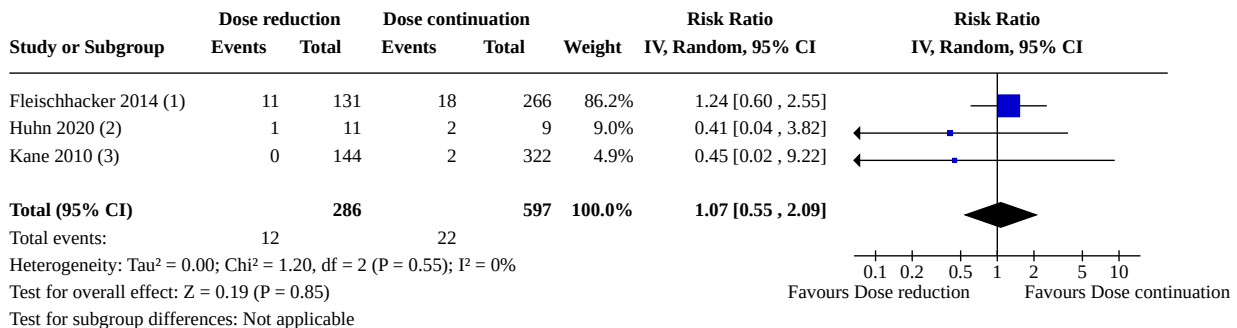 Dose reduction Dose continuation Risk Ratio Risk Ratio
Study or Subgroup Events Total Events Total Weight IV, Random, 95% CI IV, Random, 95% CI
Fleischhacker 2014 (1) 11 131 18 266 86.2% 1.24 [0.60 , 2.55]
Huhn 2020 (2) 1 11 2 9 9.0% 0.41 [0.04 , 3.82]
Kane 2010 (3) 0 144 2 322 4.9% 0.45 [0.02 , 9.22]
Total (95% CI) 286 597 100.0% 1.07 [0.55 , 2.09]
Total events: 12 22
Heterogeneity: Tau² = 0.00; Chi² = 1.20, df = 2 (P = 0.55); I² = 0%
Test for overall effect: Z = 0.19 (P = 0.85)
Test for subgroup differences: Not applicable
0.1 0.2 0.5 1 2 5 10
Favours Dose reduction Favours Dose continuation